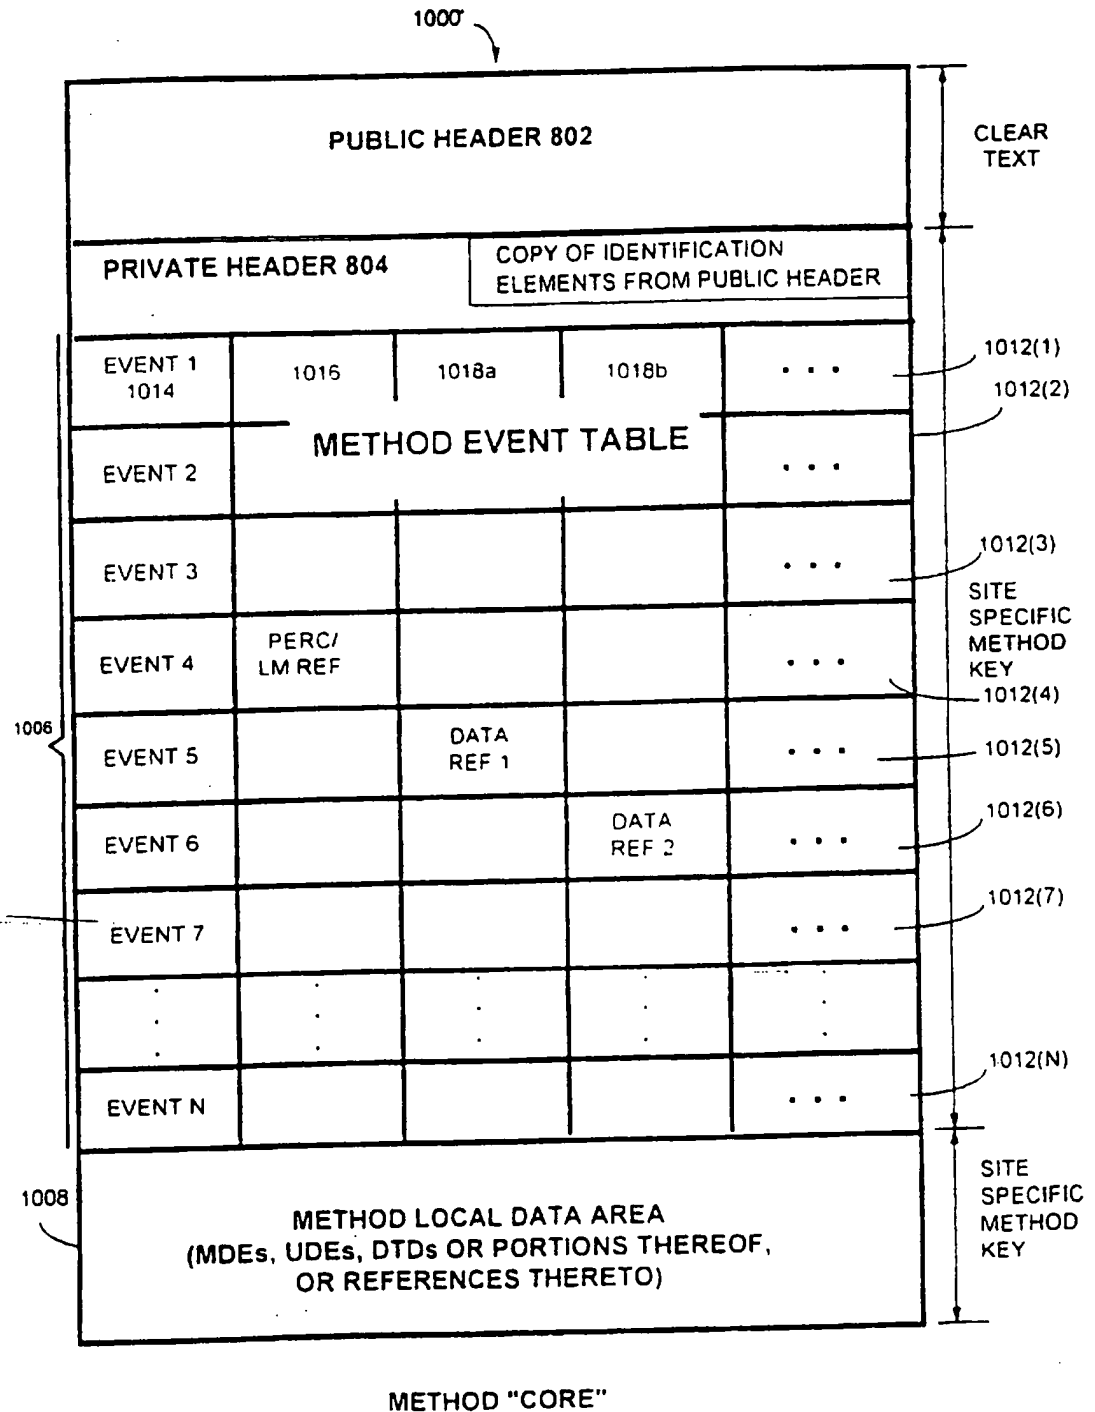 1000
PUBLIC HEADER 802
CLEAR
TEXT
PRIVATE HEADER 804
COPY OF IDENTIFICATION
ELEMENTS FROM PUBLIC HEADER
EVENT 1
1014
1016
1018a
1018b
. . .
1012(1)
1012(2)
METHOD EVENT TABLE
EVENT 2
. . .
EVENT 3
. . .
1012(3)
SITE
SPECIFIC
METHOD
KEY
EVENT 4
PERC/
LM REF
. . .
1012(4)
1006
EVENT 5
DATA
REF 1
. . .
1012(5)
EVENT 6
DATA
REF 2
. . .
1012(6)
EVENT 7
. . .
1012(7)
EVENT N
. . .
1012(N)
1008
METHOD LOCAL DATA AREA
(MDEs, UDEs, DTDs OR PORTIONS THEREOF,
OR REFERENCES THERETO)
SITE
SPECIFIC
METHOD
KEY
METHOD "CORE"